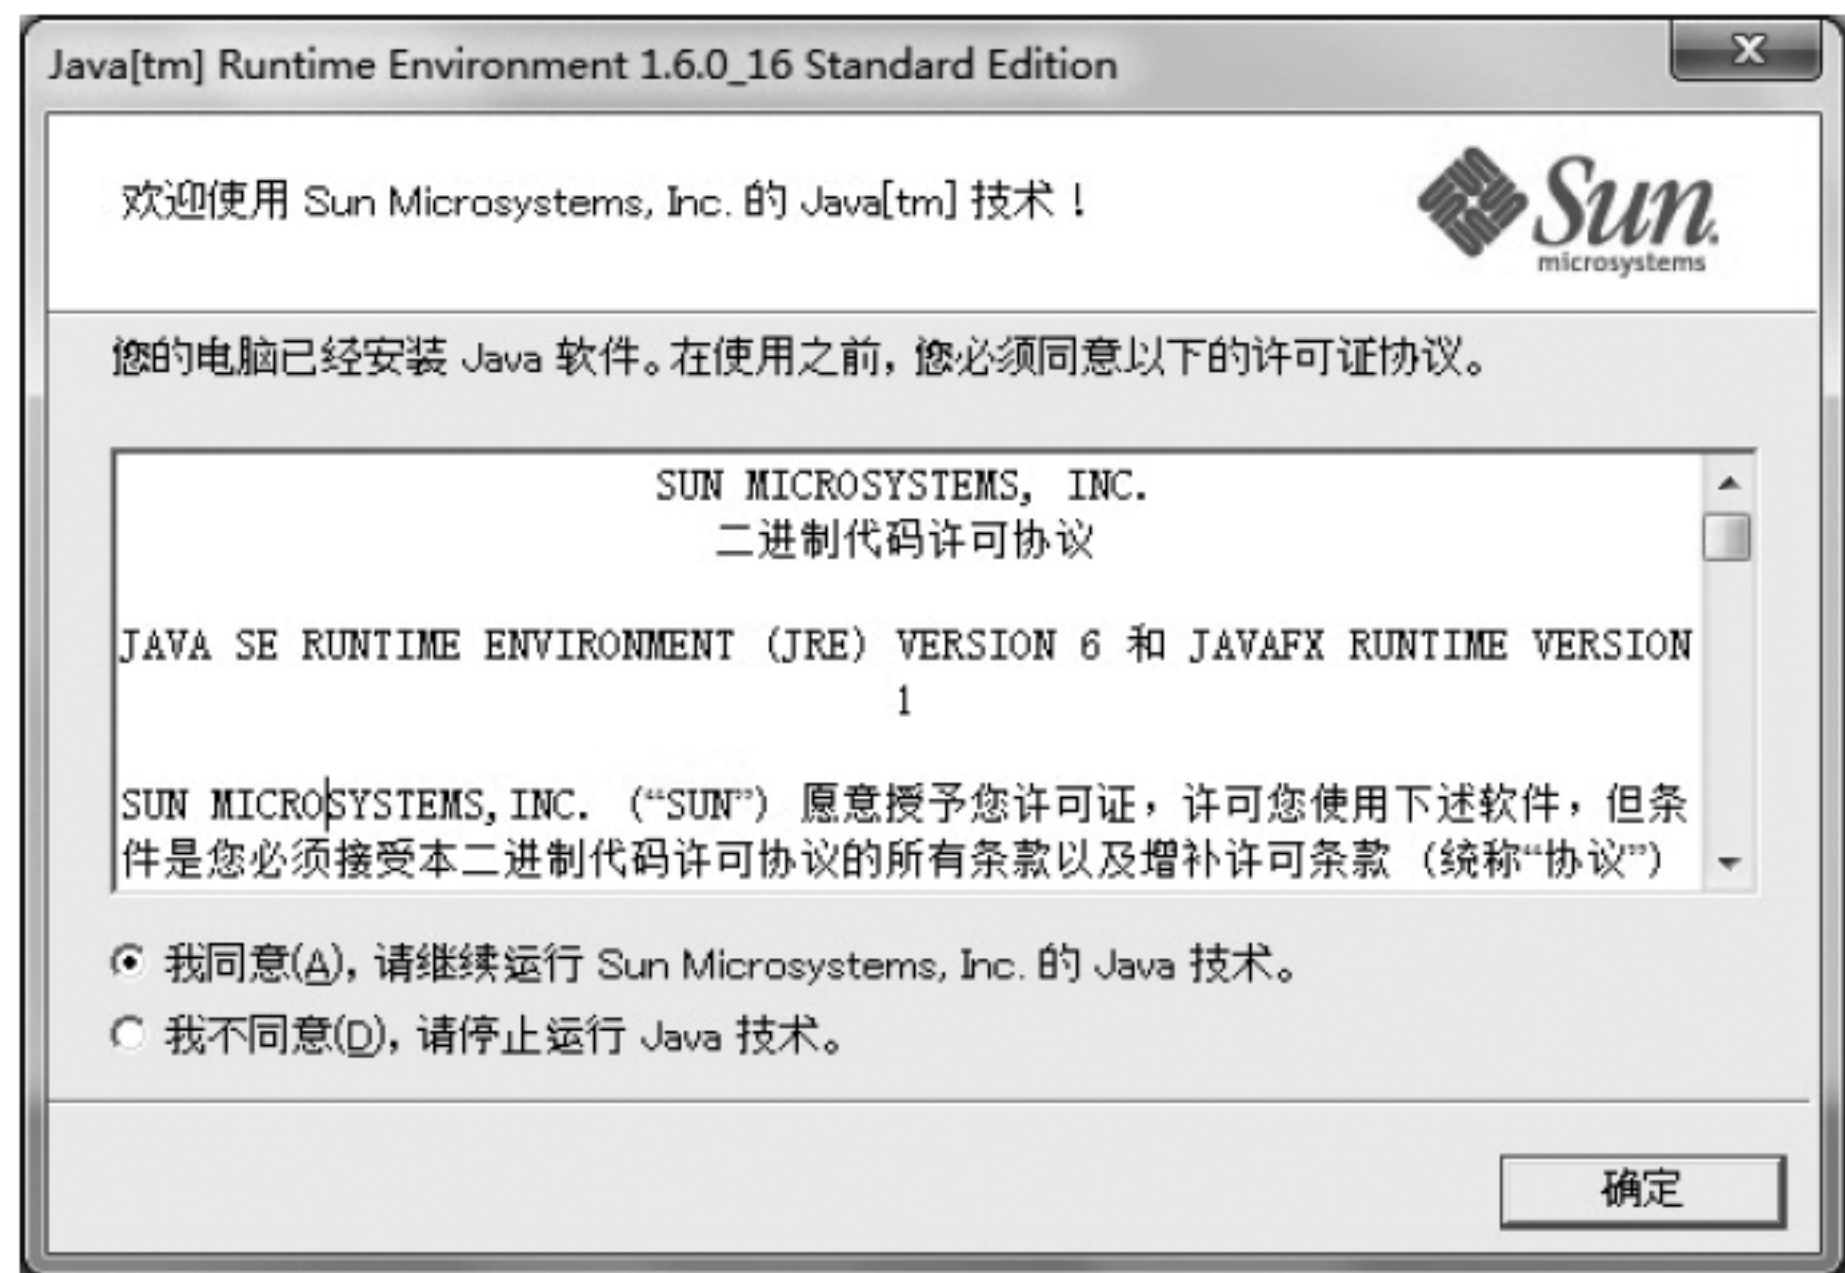 Java[tm] Runtime Environment 1.6.0_16 Standard Edition
X
欢迎使用 Sun Microsystems, Inc. 的 Java[tm] 技术！
Sun.
microsystems
您的电脑已经安装 Java 软件。在使用之前，您必须同意以下的许可证协议。
SUN MICROSYSTEMS, INC.
二进制代码许可协议
JAVA SE RUNTIME ENVIRONMENT (JRE) VERSION 6 和 JAVAFX RUNTIME VERSION
1
SUN MICROSYSTEMS,INC. (“SUN”) 愿意授予您许可证，许可您使用下述软件，但条
件是您必须接受本二进制代码许可协议的所有条款以及增补许可条款 (统称“协议”)
我同意(A)，请继续运行 Sun Microsystems, Inc. 的 Java 技术。
我不同意(D)，请停止运行 Java 技术。
确定